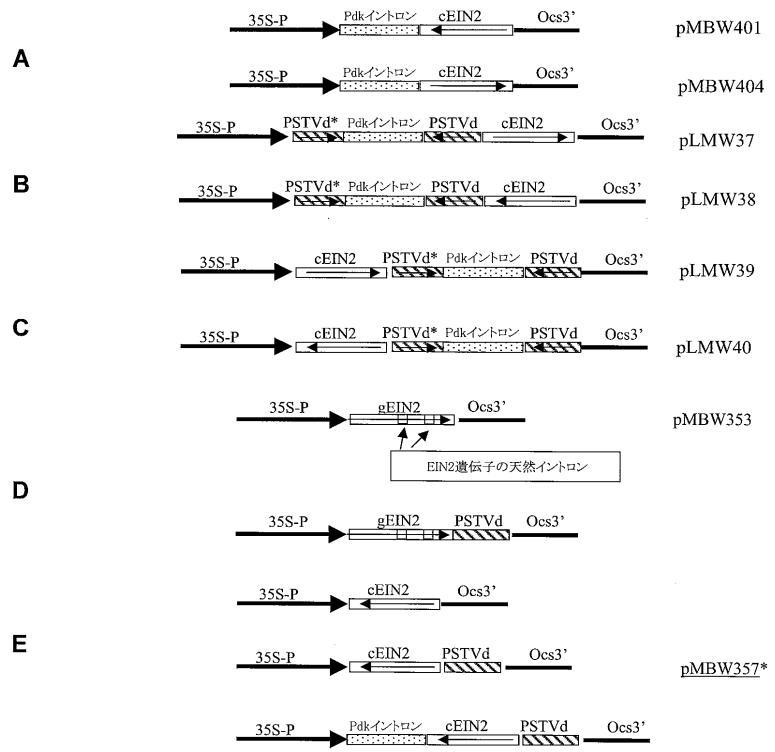 35S-P Pdkイントロン cEIN2 Ocs3' pMBW401
A
35S-P Pdkイントロン cEIN2 Ocs3' pMBW404
35S-P PSTVd* Pdkイントロン PSTVd cEIN2 Ocs3' pLMW37
B
35S-P PSTVd* Pdkイントロン PSTVd cEIN2 Ocs3' pLMW38
35S-P cEIN2 PSTVd* Pdkイントロン PSTVd Ocs3' pLMW39
C
35S-P cEIN2 PSTVd* Pdkイントロン PSTVd Ocs3' pLMW40
35S-P gEIN2 Ocs3' pMBW353
EIN2遺伝子の天然イントロン
D
35S-P gEIN2 PSTVd Ocs3'
35S-P cEIN2 Ocs3'
E
35S-P cEIN2 PSTVd Ocs3' pMBW357*
35S-P Pdkイントロン cEIN2 PSTVd Ocs3'